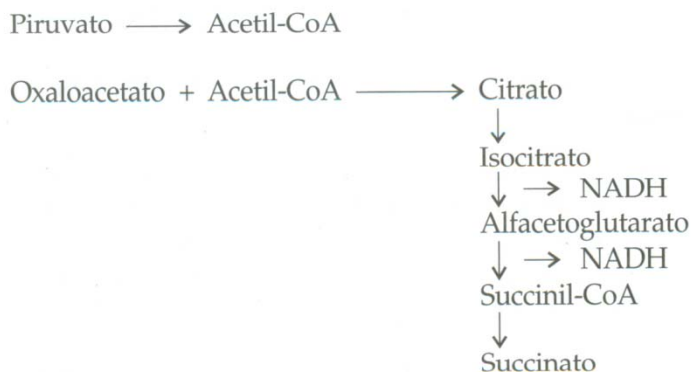 Piruvato ⟶ Acetil-CoA
Oxaloacetato + Acetil-CoA ⟶ Citrato
↓
Isocitrato
↓ → NADH
Alfacetoglutarato
↓ → NADH
Succinil-CoA
↓
Succinato